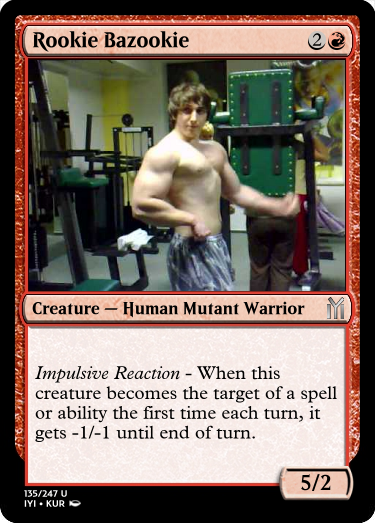 Rookie Bazookie 2
Creature — Human Mutant Warrior
Impulsive Reaction - When this
creature becomes the target of a spell
or ability the first time each turn, it
gets -1/-1 until end of turn.
5/2
135/247 U
IYI • KUR